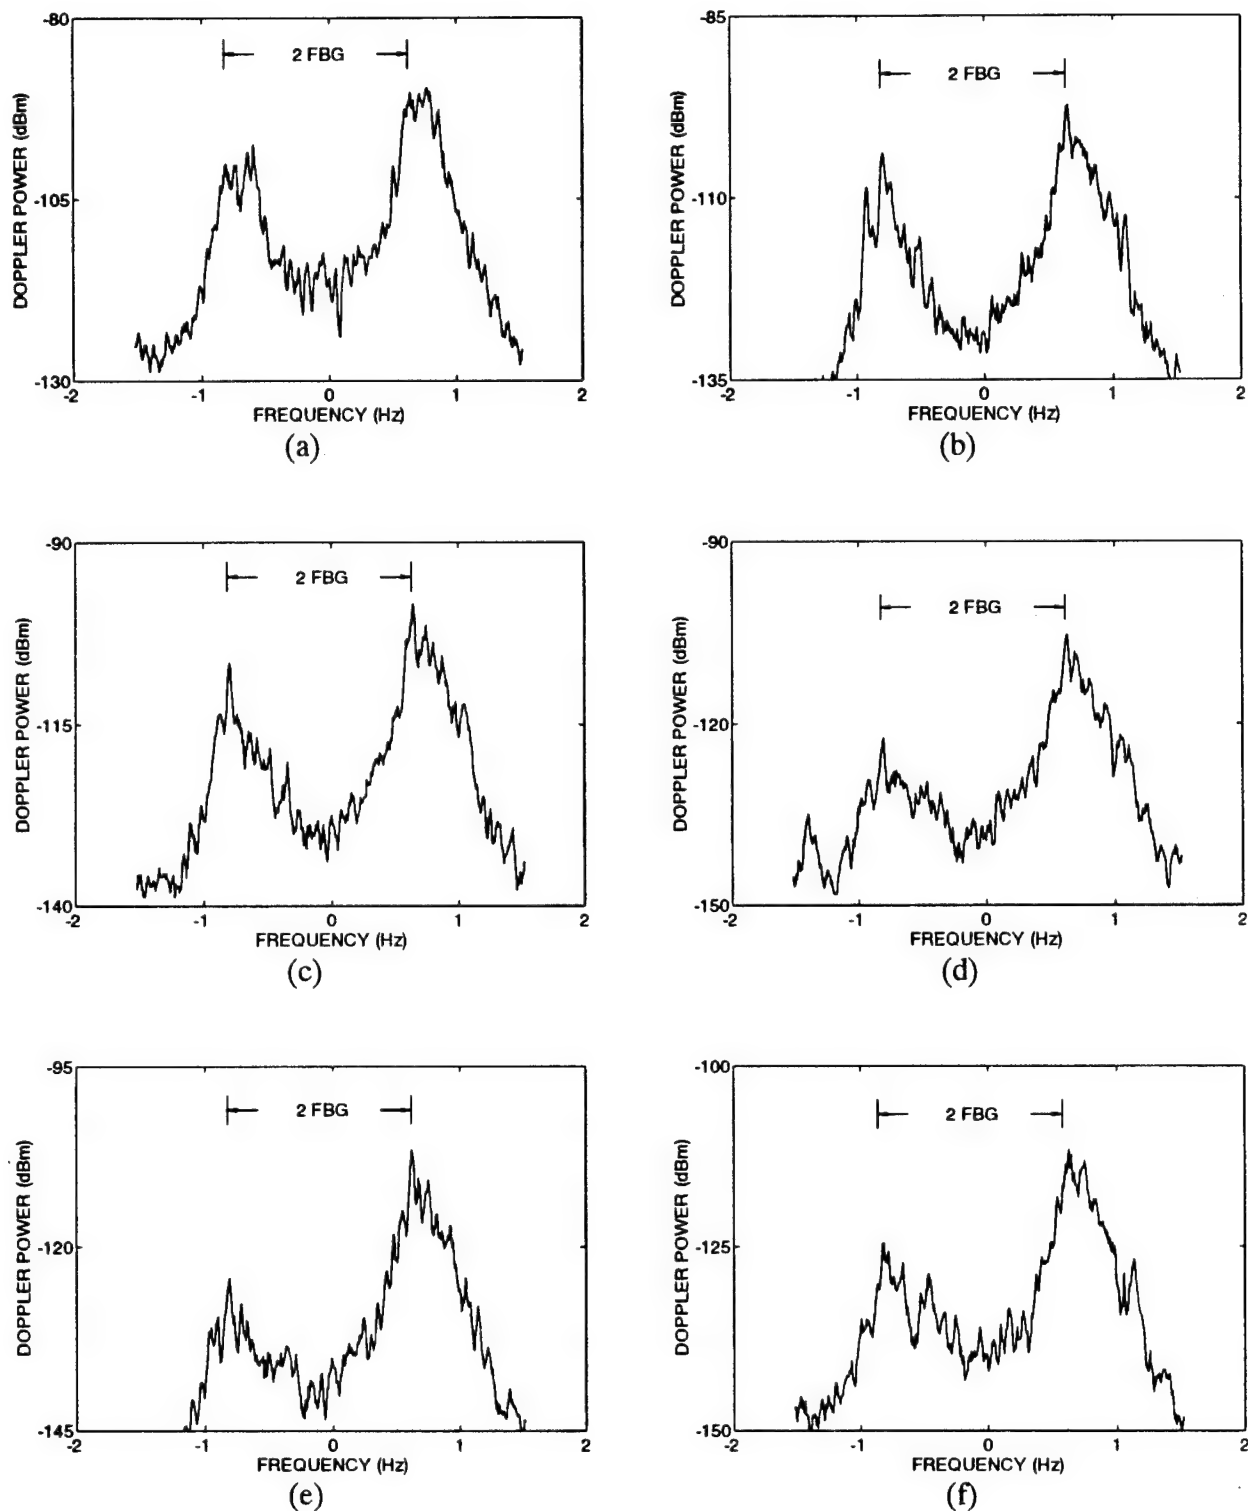 -80
2 FBG
-105
-130
-2
-1
0
1
2
DOPPLER POWER (dBm)
FREQUENCY (Hz)
(a)
-85
2 FBG
-110
-135
-2
-1
0
1
2
DOPPLER POWER (dBm)
FREQUENCY (Hz)
(b)
-90
2 FBG
-115
-140
-2
-1
0
1
2
DOPPLER POWER (dBm)
FREQUENCY (Hz)
(c)
-90
2 FBG
-120
-150
-2
-1
0
1
2
DOPPLER POWER (dBm)
FREQUENCY (Hz)
(d)
-95
2 FBG
-120
-145
-2
-1
0
1
2
DOPPLER POWER (dBm)
FREQUENCY (Hz)
(e)
-100
2 FBG
-125
-150
-2
-1
0
1
2
DOPPLER POWER (dBm)
FREQUENCY (Hz)
(f)